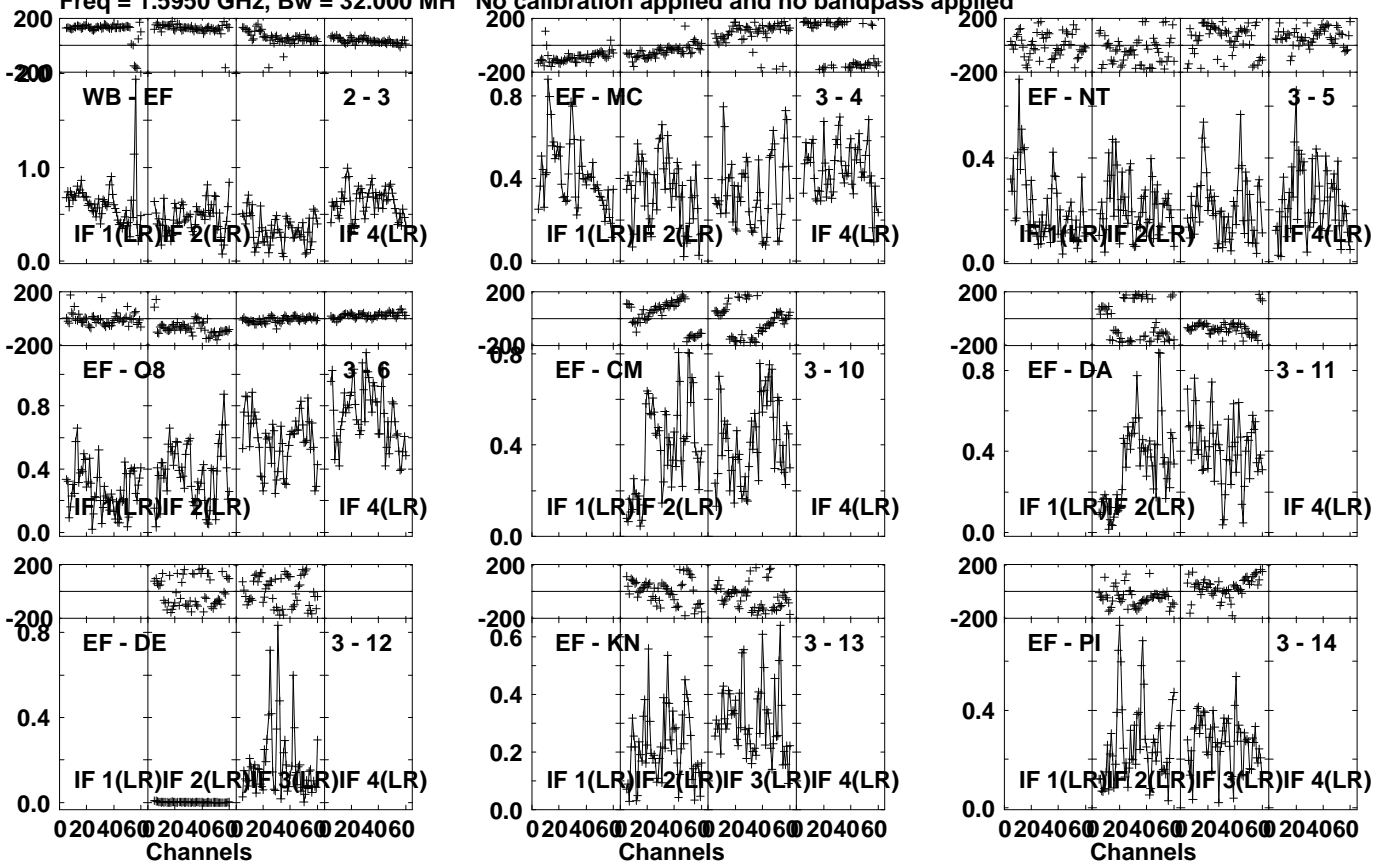 Freq = 1.5950 GHz, Bw = 32.000 MH   No calibration applied and no bandpass applied
200
-200
2.0
WB - EF
2 - 3
1.0
0.0
IF 1(LR)
IF 2(LR)
IF 4(LR)
200
-200
0.8
EF - MC
3 - 4
0.4
0.0
IF 1(LR)
IF 2(LR)
IF 4(LR)
200
-200
EF - NT
3 - 5
0.4
0.0
IF 1(LR)
IF 2(LR)
IF 4(LR)
200
-200
EF - O8
3 - 6
0.8
0.4
0.0
IF 1(LR)
IF 2(LR)
IF 4(LR)
200
-200
0.8
EF - CM
3 - 10
0.4
0.0
IF 1(LR)
IF 2(LR)
IF 4(LR)
200
-200
EF - DA
3 - 11
0.8
0.4
0.0
IF 1(LR)
IF 2(LR)
IF 4(LR)
200
-200
0.8
EF - DE
3 - 12
0.4
0.0
IF 1(LR)
IF 2(LR)
IF 3(LR)
IF 4(LR)
0 20 40 60 0 20 40 60 0 20 40 60 0 20 40 60
Channels
200
-200
0.6
EF - KN
3 - 13
0.4
0.2
0.0
IF 1(LR)
IF 2(LR)
IF 3(LR)
IF 4(LR)
0 20 40 60 0 20 40 60 0 20 40 60 0 20 40 60
Channels
200
-200
EF - PI
3 - 14
0.4
0.0
IF 1(LR)
IF 2(LR)
IF 3(LR)
IF 4(LR)
0 20 40 60 0 20 40 60 0 20 40 60 0 20 40 60
Channels